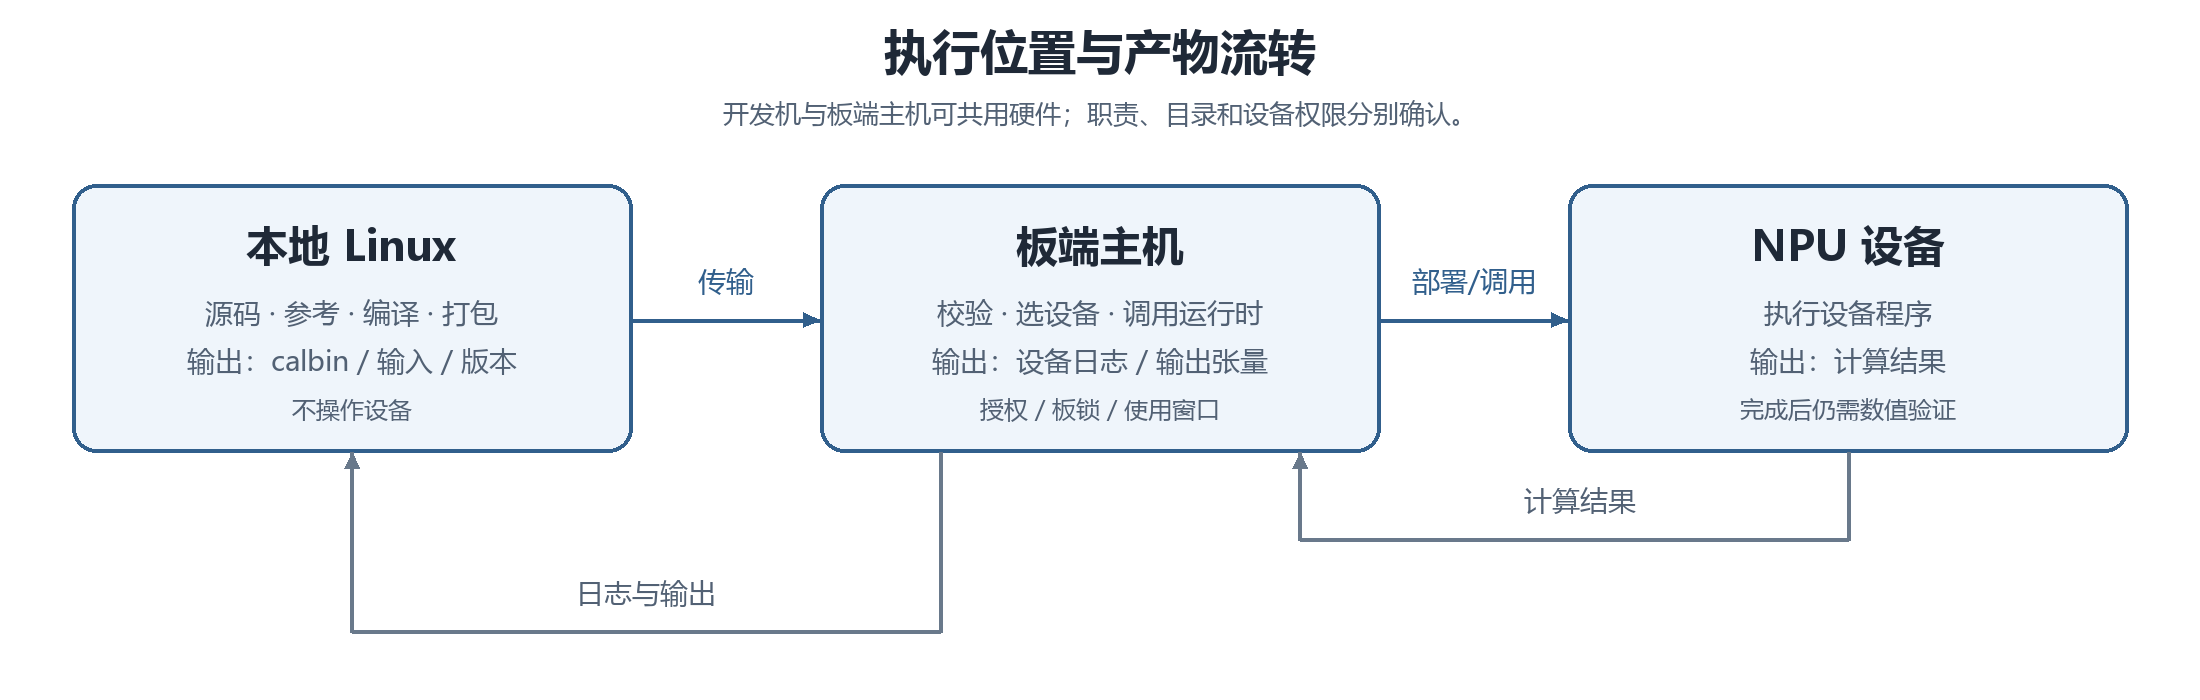 执行位置与产物流转
开发机与板端主机可共用硬件；职责、目录和设备权限分别确认。
本地 Linux
源码 · 参考 · 编译 · 打包
输出：calbin / 输入 / 版本
不操作设备
传输
板端主机
校验 · 选设备 · 调用运行时
输出：设备日志 / 输出张量
授权 / 板锁 / 使用窗口
部署/调用
NPU 设备
执行设备程序
输出：计算结果
完成后仍需数值验证
计算结果
日志与输出